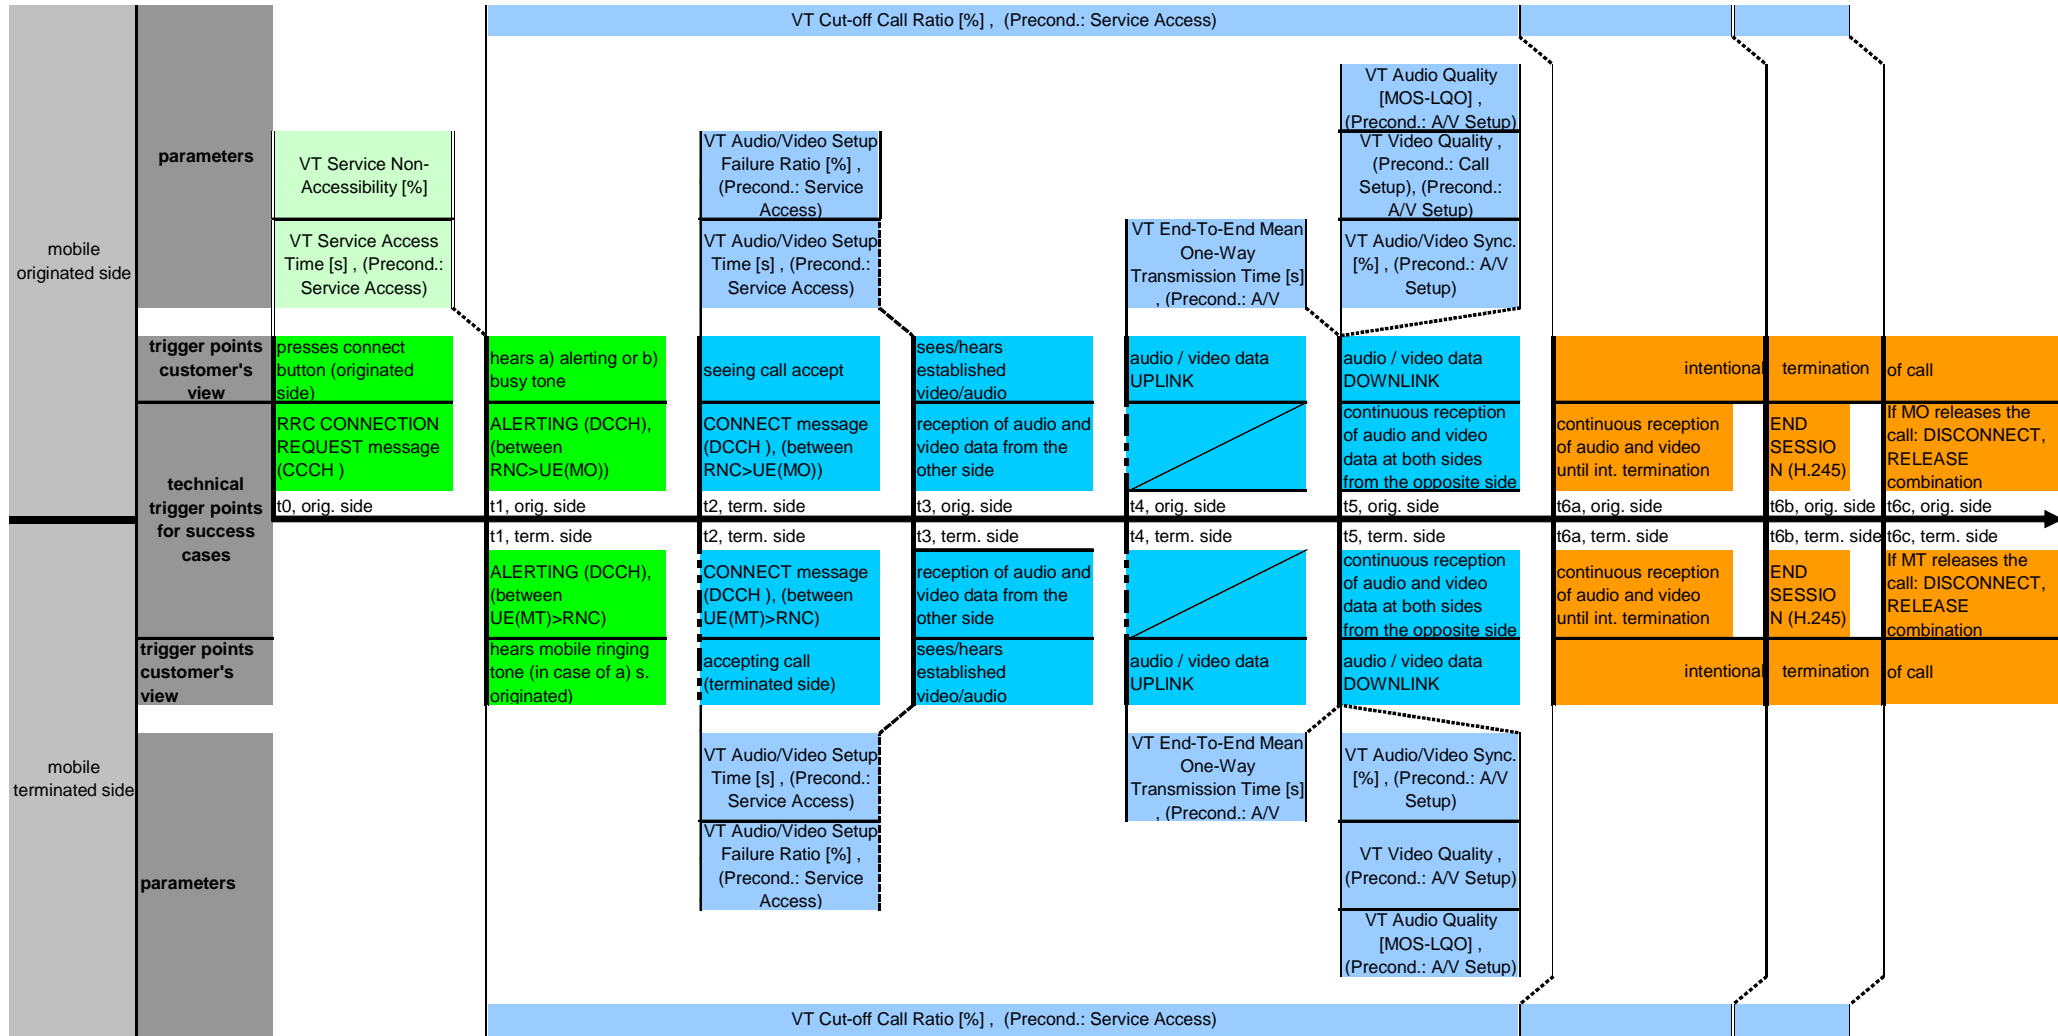 VT Cut-off Call Ratio [%] , (Precond.: Service Access)
mobile
originated side
parameters
VT Service Non-
Accessibility [%]
VT Service Access
Time [s] , (Precond.:
Service Access)
VT Audio/Video Setup
Failure Ratio [%] ,
(Precond.: Service
Access)
VT Audio/Video Setup
Time [s] , (Precond.:
Service Access)
VT End-To-End Mean
One-Way
Transmission Time [s]
, (Precond.: A/V
VT Audio Quality
[MOS-LQO] ,
(Precond.: A/V Setup)
VT Video Quality ,
(Precond.: Call
Setup), (Precond.:
A/V Setup)
VT Audio/Video Sync.
[%] , (Precond.: A/V
Setup)
trigger points
customer's
view
presses connect
button (originated
side)
hears a) alerting or b)
busy tone
seeing call accept
sees/hears
established
video/audio
audio / video data
UPLINK
audio / video data
DOWNLINK
intentional
termination
of call
technical
trigger points
for success
cases
RRC CONNECTION
REQUEST message
(CCCH )
ALERTING (DCCH),
(between
RNC>UE(MO))
CONNECT message
(DCCH ), (between
RNC>UE(MO))
reception of audio and
video data from the
other side
continuous reception
of audio and video
data at both sides
from the opposite side
continuous reception
of audio and video
until int. termination
END
SESSIO
N (H.245)
If MO releases the
call: DISCONNECT,
RELEASE
combination
t0, orig. side
t1, orig. side
t2, term. side
t3, orig. side
t4, orig. side
t5, orig. side
t6a, orig. side
t6b, orig. side
t6c, orig. side
t1, term. side
t2, term. side
t3, term. side
t4, term. side
t5, term. side
t6a, term. side
t6b, term. side
t6c, term. side
ALERTING (DCCH),
(between
UE(MT)>RNC)
CONNECT message
(DCCH ), (between
UE(MT)>RNC)
reception of audio and
video data from the
other side
continuous reception
of audio and video
data at both sides
from the opposite side
continuous reception
of audio and video
until int. termination
END
SESSIO
N (H.245)
If MT releases the
call: DISCONNECT,
RELEASE
combination
mobile
terminated side
trigger points
customer's
view
hears mobile ringing
tone (in case of a) s.
originated)
accepting call
(terminated side)
sees/hears
established
video/audio
audio / video data
UPLINK
audio / video data
DOWNLINK
intentional
termination
of call
parameters
VT Audio/Video Setup
Time [s] , (Precond.:
Service Access)
VT Audio/Video Setup
Failure Ratio [%] ,
(Precond.: Service
Access)
VT End-To-End Mean
One-Way
Transmission Time [s]
, (Precond.: A/V
VT Audio/Video Sync.
[%] , (Precond.: A/V
Setup)
VT Video Quality ,
(Precond.: A/V Setup)
VT Audio Quality
[MOS-LQO] ,
(Precond.: A/V Setup)
VT Cut-off Call Ratio [%] , (Precond.: Service Access)